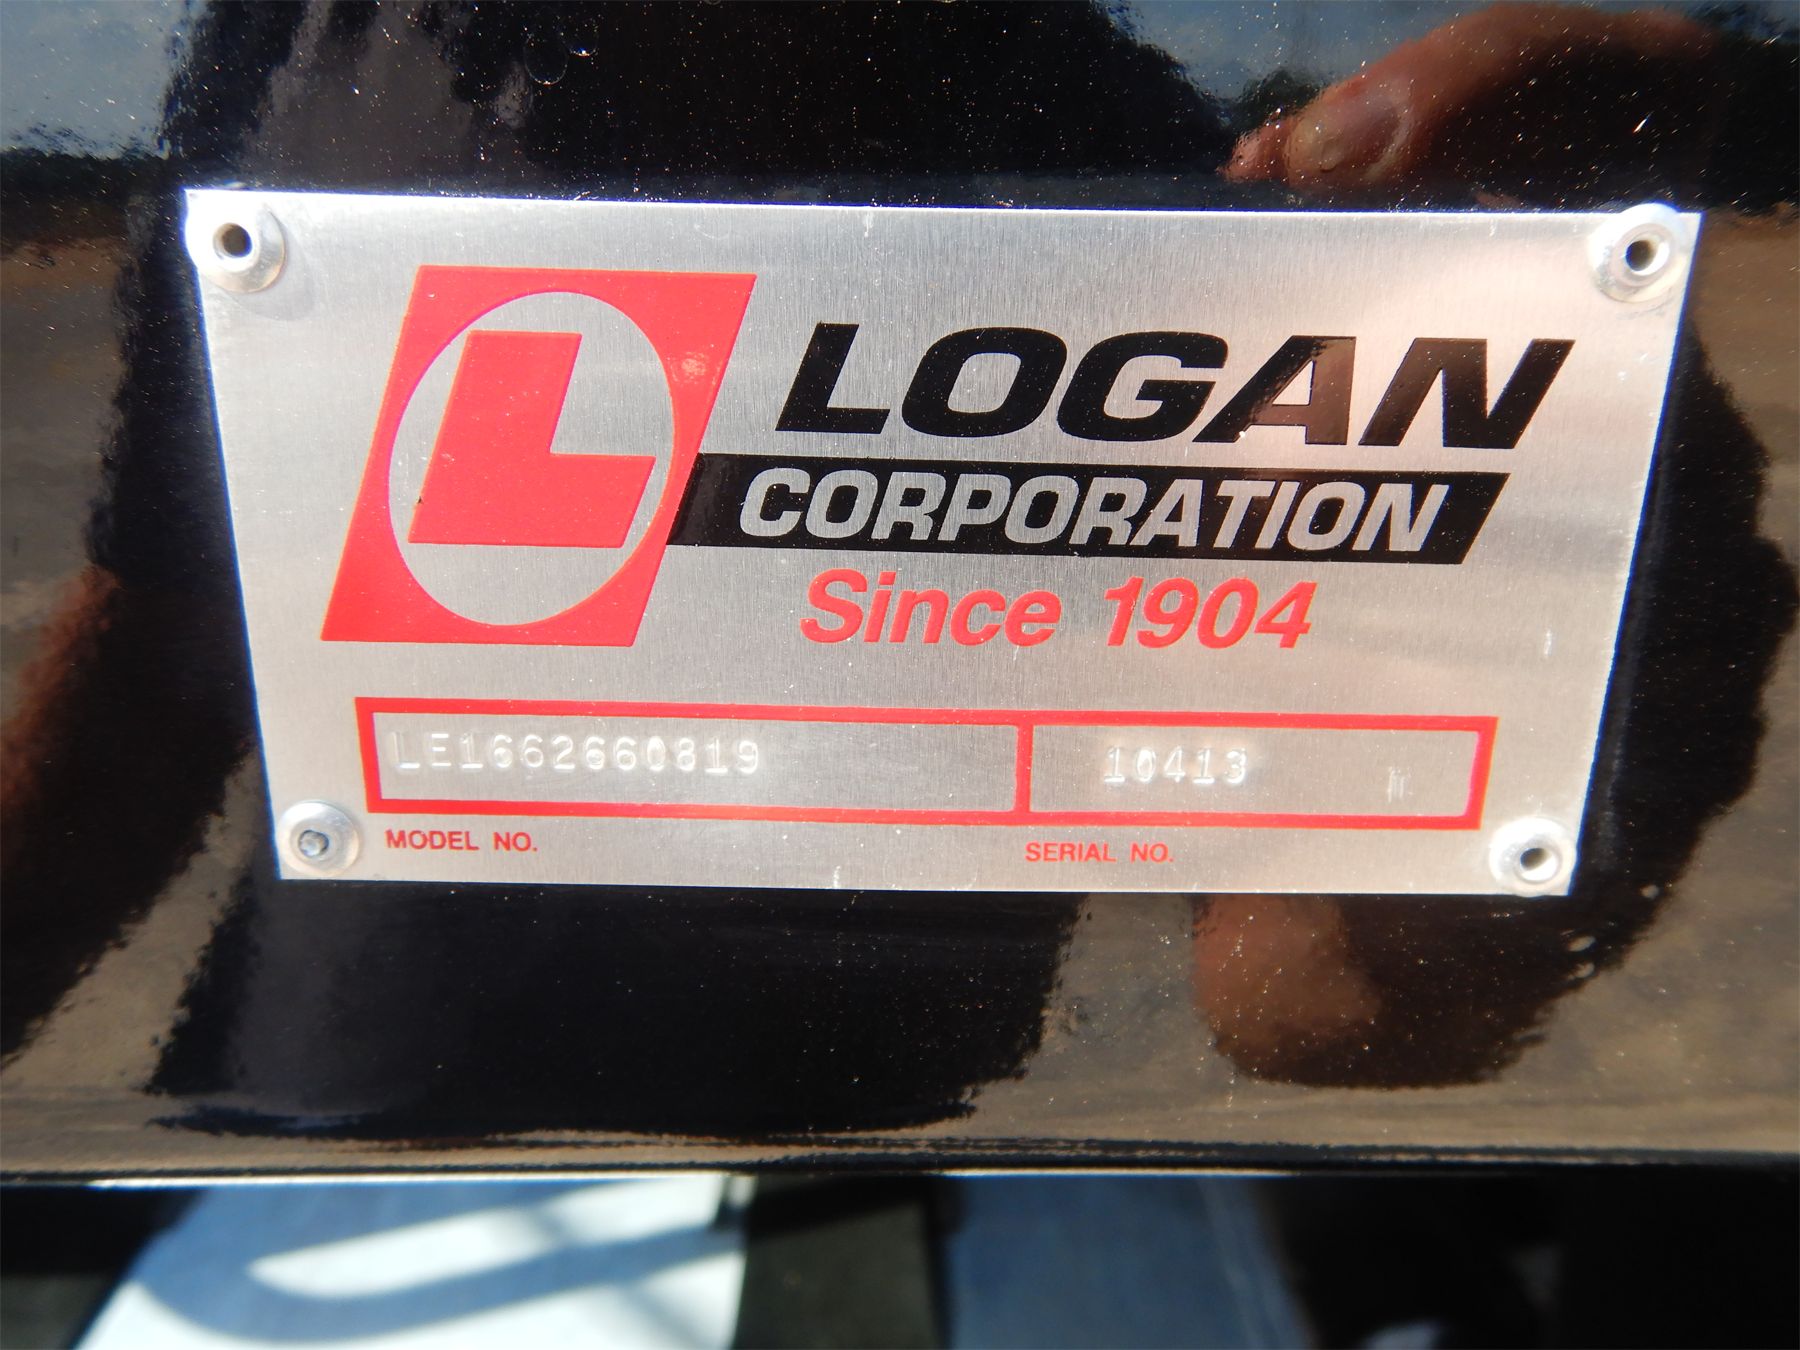 L
LOGAN
CORPORATION
Since 1904
LE1662660819 10413
MODEL NO. SERIAL NO.